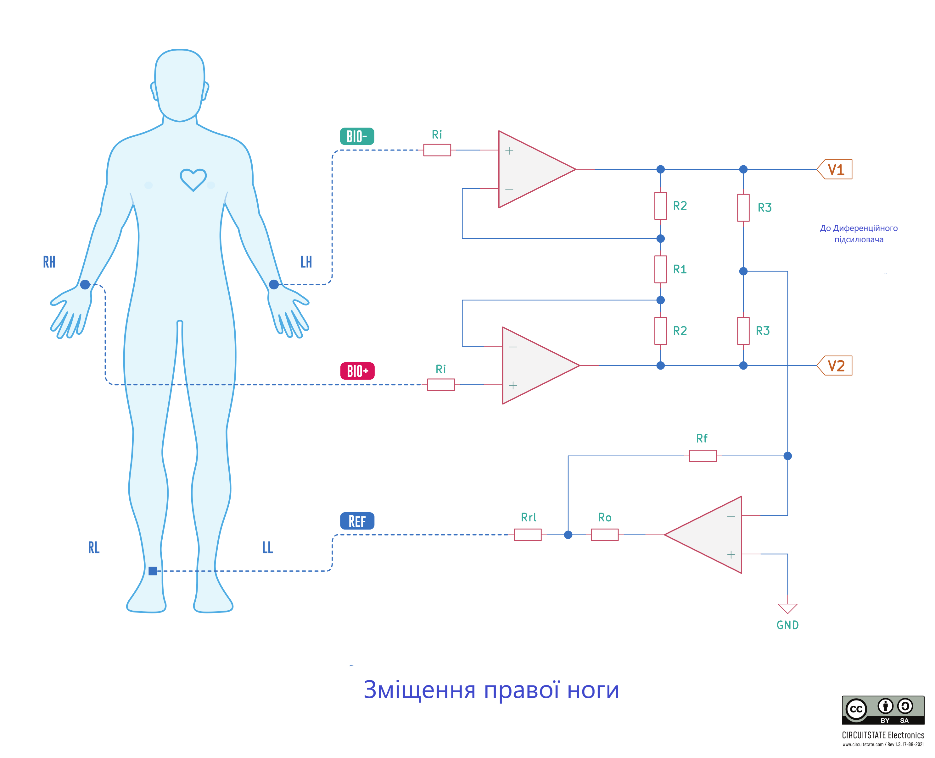 BIO-
Ri
V1
R2
R3
До Диференційного
підсилювача
RH
LH
R1
R2
R3
BIO+
Ri
V2
Rf
REF
Rrl
Ro
RL
LL
GND
Зміщення правої ноги
cc
BY SA
CIRCUITSTATE Electronics